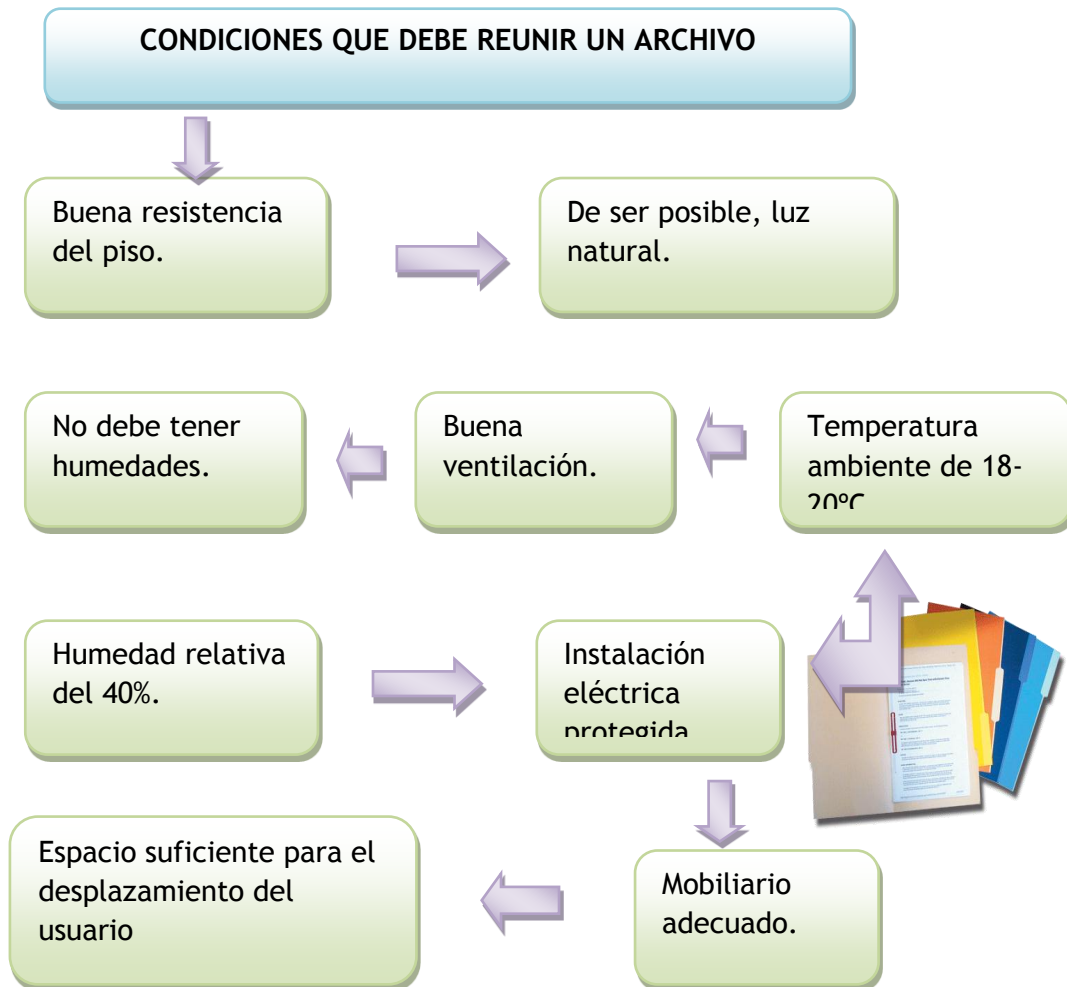 CONDICIONES QUE DEBE REUNIR UN ARCHIVO
Buena resistencia
del piso.
De ser posible, luz
natural.
No debe tener
humedades.
Buena
ventilación.
Temperatura
ambiente de 18-
20ºC
Humedad relativa
del 40%.
Instalación
eléctrica
protegida
Espacio suficiente para el
desplazamiento del
usuario
Mobiliario
adecuado.